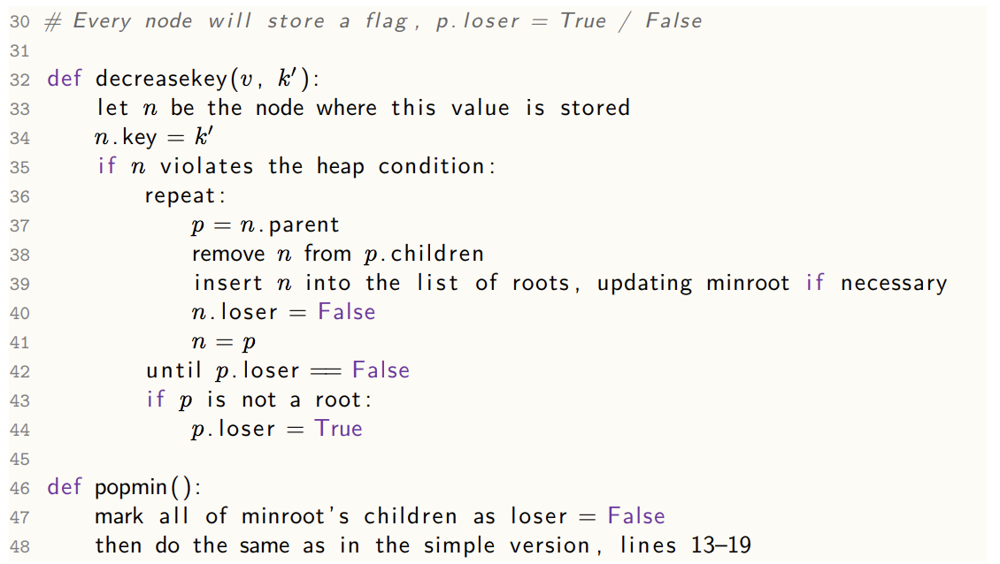 30 # Every node will store a flag, p.loser = True / False
31
32 def decreasekey(v, k′):
33     let n be the node where this value is stored
34     n.key = k′
35     if n violates the heap condition:
36         repeat:
37             p = n.parent
38             remove n from p.children
39             insert n into the list of roots, updating minroot if necessary
40             n.loser = False
41             n = p
42         until p.loser == False
43         if p is not a root:
44             p.loser = True
45
46 def popmin():
47     mark all of minroot's children as loser = False
48     then do the same as in the simple version, lines 13–19